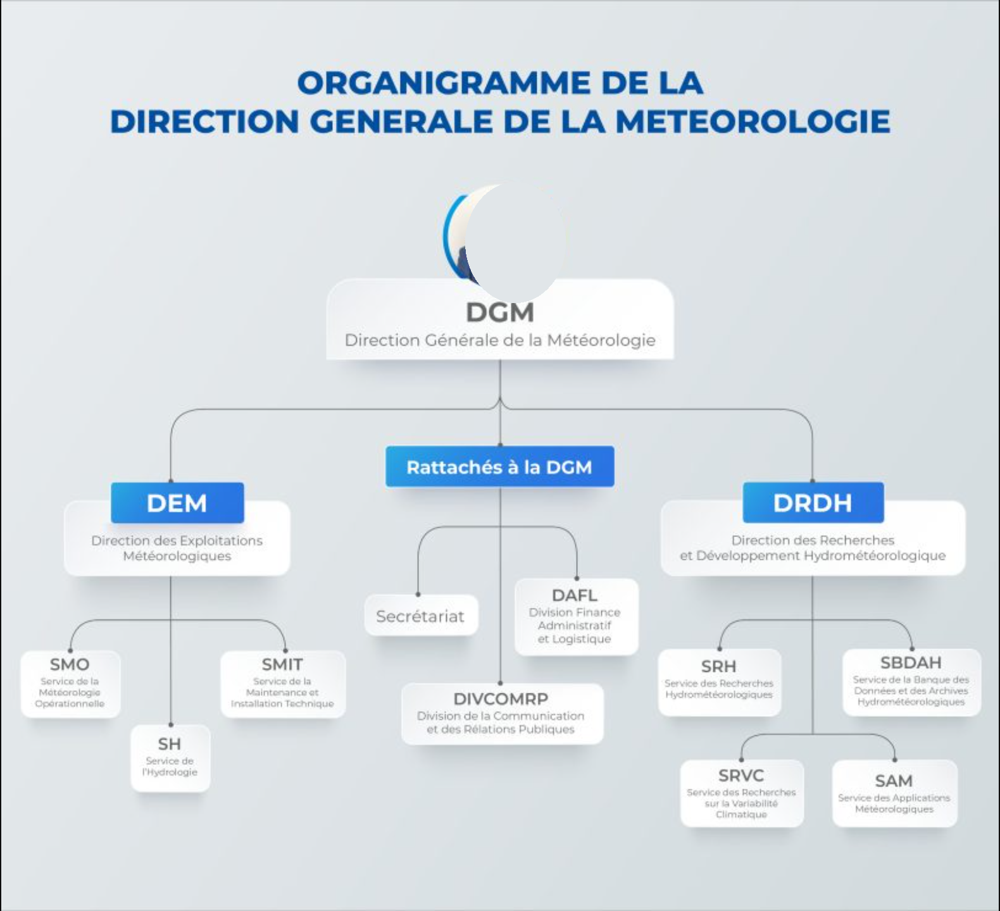 ORGANIGRAMME DE LA
DIRECTION GENERALE DE LA METEOROLOGIE
DGM
Direction Générale de la Météorologie
Rattachés à la DGM
DEM
Direction des Exploitations
Météorologiques
DRDH
Direction des Recherches
et Développement Hydrométéorologique
Secrétariat
DAFL
Division Finance
Administratif
et Logistique
SMO
Service de la
Météorologie
Opérationnelle
SMIT
Service de la
Maintenance et
Installation Technique
SH
Service de
l'Hydrologie
DIVCOMRP
Division de la Communication
et des Rélations Publiques
SRH
Service des Recherches
Hydrométéorologiques
SBDAH
Service de la Banque des
Données et des Archives
Hydrométéorologiques
SRVC
Service des Recherches
sur la Variabilité
Climatique
SAM
Service des Applications
Météorologiques